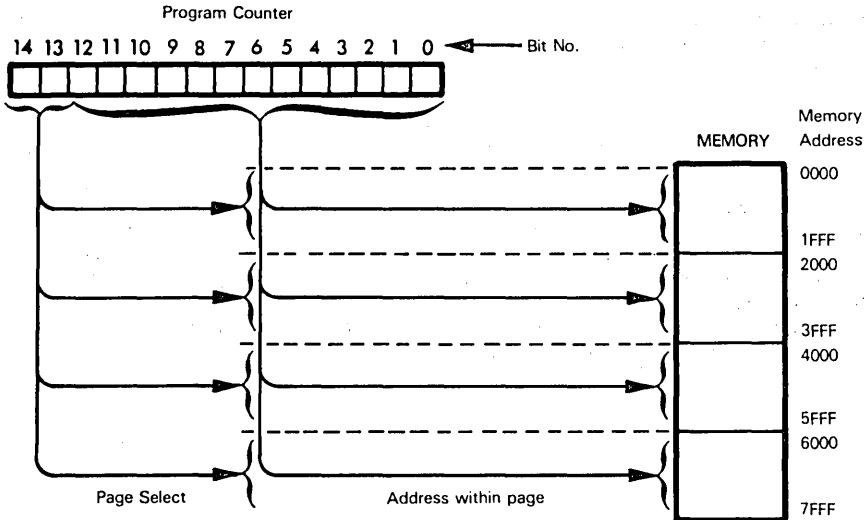 Program Counter
14 13 12 11 10 9 8 7 6 5 4 3 2 1 0 Bit No.
Memory
Address
MEMORY
0000
1FFF
2000
3FFF
4000
5FFF
6000
7FFF
Page Select
Address within page